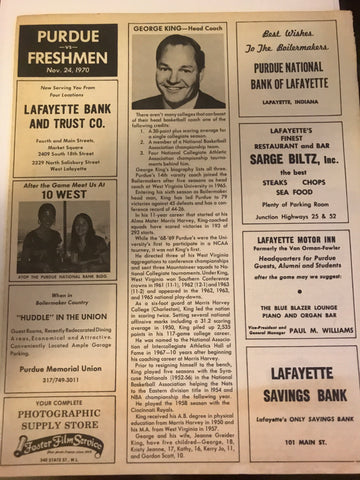 PURDUE
-vs-
FRESHMEN
Nov. 24, 1970
Now Serving You From
Four Locations
LAFAYETTE BANK
AND TRUST CO.
Fourth and Main Streets,
Market Square
2409 South 18th Street
2329 North Salisbury Street
West Lafayette
After the Game Meet Us At
10 WEST
ATOP THE PURDUE NATIONAL BANK BLDG.
When in
Boilermaker Country
"HUDDLE" IN THE UNION
Guest Rooms, Recently Redecorated Dining
Areas, Economical and Attractive.
Conveniently Located Ample Garage
Parking.
Purdue Memorial Union
317/749-3011
YOUR COMPLETE
PHOTOGRAPHIC
SUPPLY STORE
Foster Film Service
340 STATE ST., W.L.
GEORGE KING—Head Coach
There aren't many colleges that can boast
of their head basketball coach one of the
following credits.
1. A 30-point plus scoring average for
a single collegiate season.
2. A member of a National Basketball
Association championship team.
3. Four National Collegiate Athletic
Association championship tourna-
ments behind him.
George King's biography lists all three.
Purdue's 14th varsity coach joined the
Boilermakers after five seasons as head
coach at West Virginia University in 1965.
Entering his sixth season as Boilermaker
head man, King has led Purdue to 79
victories against 45 defeats and has a con-
ference record of 44-26.
In his 11-year career that started at his
Alma Mater Morris Harvey, King-coached
squads have scored victories in 192 of
293 starts.
While the '68-69 Purdue's were the Uni-
versity's first to participate in a NCAA
tourney, it was not King's first.
He directed three of his West Virginia
aggregations to conference championships
and sent three Mountaineer squads to Na-
tional Collegiate tournaments. Under King,
West Virginia won Southern Conference
crowns in 1961 (11-1), 1962 (12-1) and 1963
(11-2) and appeared in the 1962, 1963,
and 1965 national play-downs.
As a six-foot guard at Morris Harvey
College (Charleston), King led the nation
in scoring twice. Setting several national
offensive marks, including a 31.2 scoring
average in 1950, King piled up 2,535
points in his 117-game college career.
He was named to the National Associa-
tion of Intercollegiate Athletics Hall of
Fame in 1967—10 years after beginning
his coaching career at Morris Harvey.
Prior to resigning himself to the bench,
King played five seasons with the Syra-
cuse Nationals (1952-56) in the National
Basketball Association helping the Nats
to the Eastern division title in 1954 and
NBA championship the following year.
He played the 1958 season with the
Cincinnati Royals.
King received his A.B. degree in physical
education from Morris Harvey in 1950 and
his M.A. from West Virginia in 1957.
George and his wife, Jeanne Greider
King, have five children—George, 18,
Kristy Jeanne, 17, Kathy, 16, Kerry Jo, 11,
and Gordon Scott, 10.
Best Wishes
To The Boilermakers.
PURDUE NATIONAL
BANK OF LAFAYETTE
LAFAYETTE, INDIANA
LAFAYETTE'S
FINEST
RESTAURANT and BAR
SARGE BILTZ, Inc.
the best
STEAKS CHOPS
SEA FOOD
Plenty of Parking Room
Junction Highways 25 & 52
LAFAYETTE MOTOR INN
(Formerly the Van Orman-Fowler)
Headquarters for Purdue
Guests, Alumni and Students
after the game may we suggest:
THE BLUE BLAZER LOUNGE
PIANO AND ORGAN BAR
Vice-President and
General Manager PAUL M. WILLIAMS
LAFAYETTE
SAVINGS BANK
Lafayette's ONLY SAVINGS BANK
101 MAIN ST.